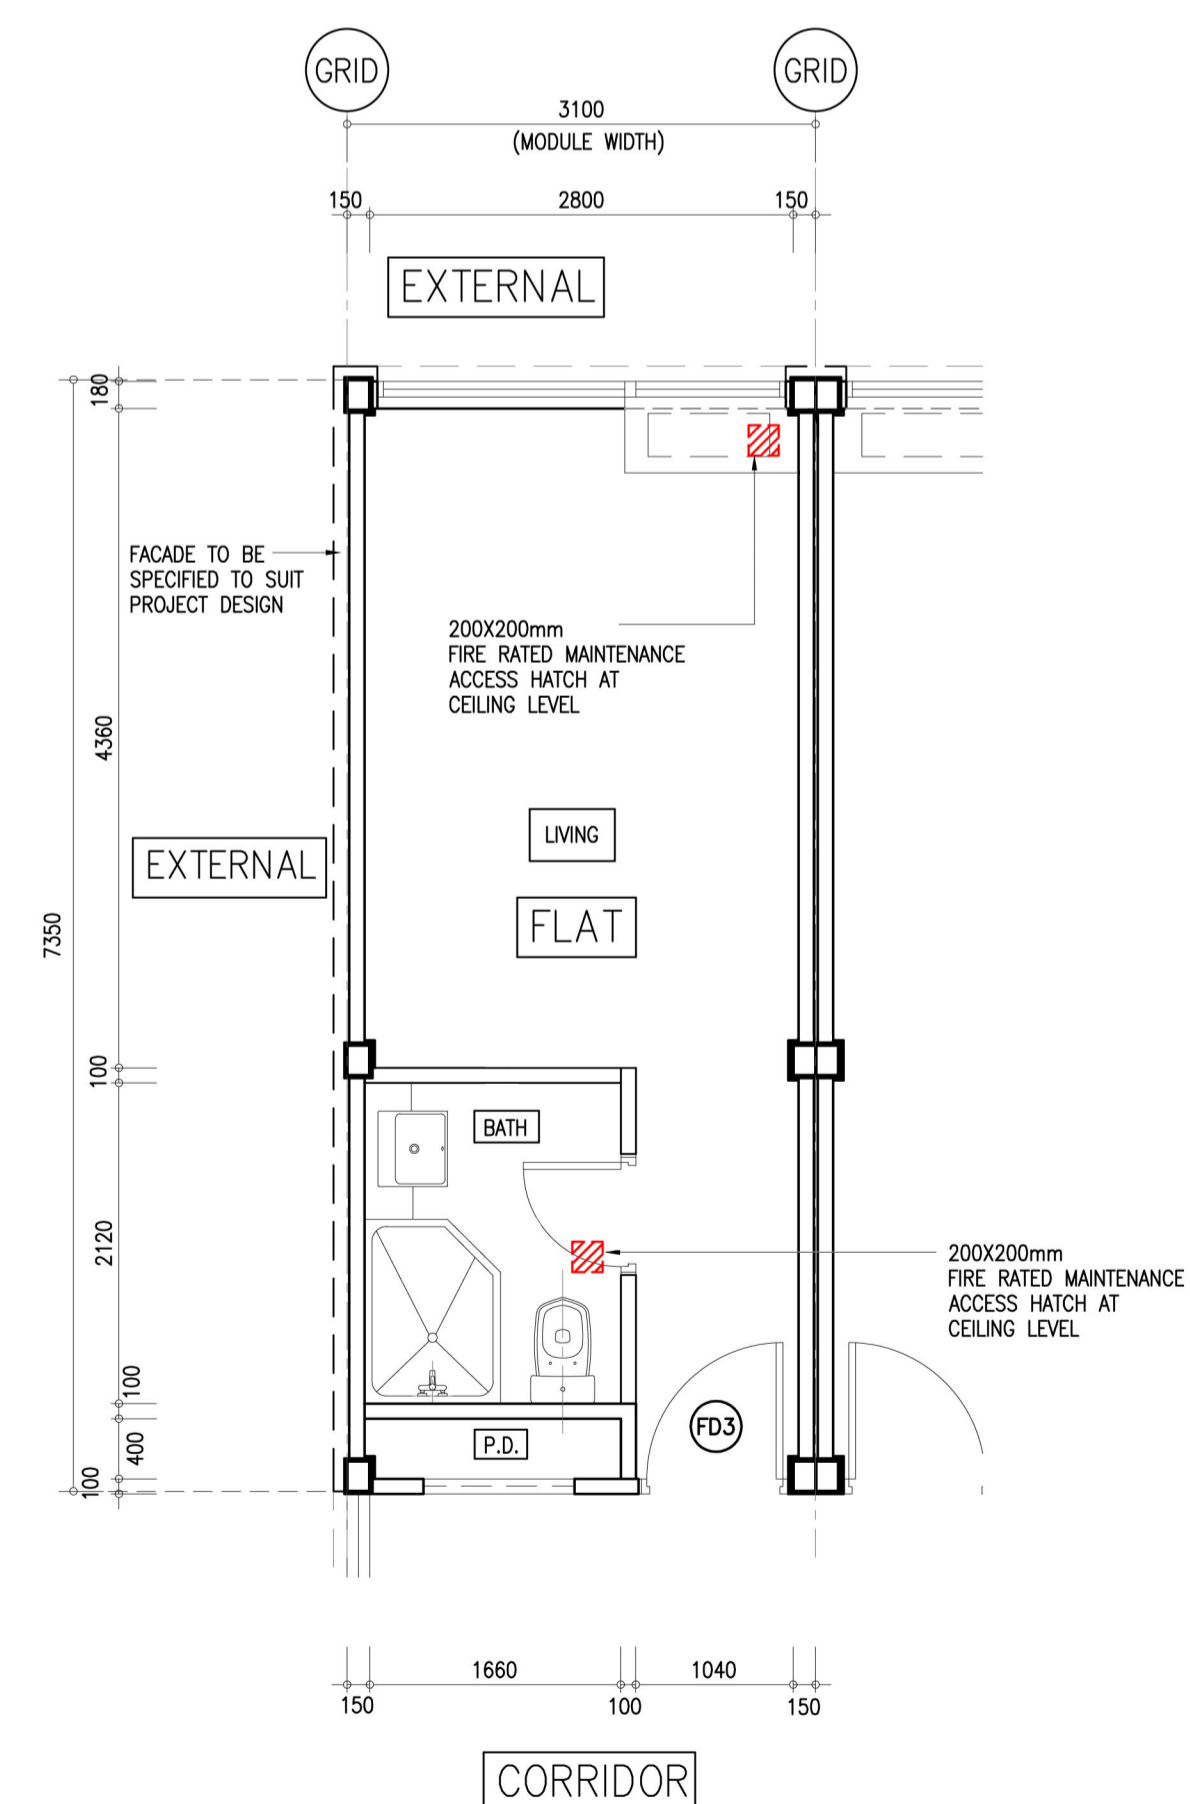 GRID GRID
3100
(MODULE WIDTH)
150 2800 150
EXTERNAL
180
FACADE TO BE
SPECIFIED TO SUIT
PROJECT DESIGN
200X200mm
FIRE RATED MAINTENANCE
ACCESS HATCH AT
CEILING LEVEL
4360
LIVING
EXTERNAL
FLAT
7350
100
BATH
2120
200X200mm
FIRE RATED MAINTENANCE
ACCESS HATCH AT
CEILING LEVEL
100
FD3
400
P.D.
100
1660 1040
150 100 150
CORRIDOR